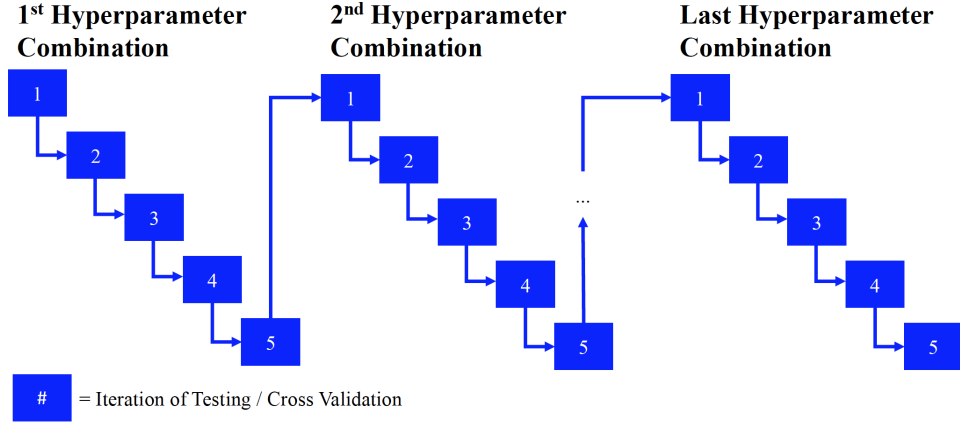 1st Hyperparameter
Combination
2nd Hyperparameter
Combination
Last Hyperparameter
Combination
1
2
3
4
5
1
2
3
4
5
...
1
2
3
4
5
# = Iteration of Testing / Cross Validation